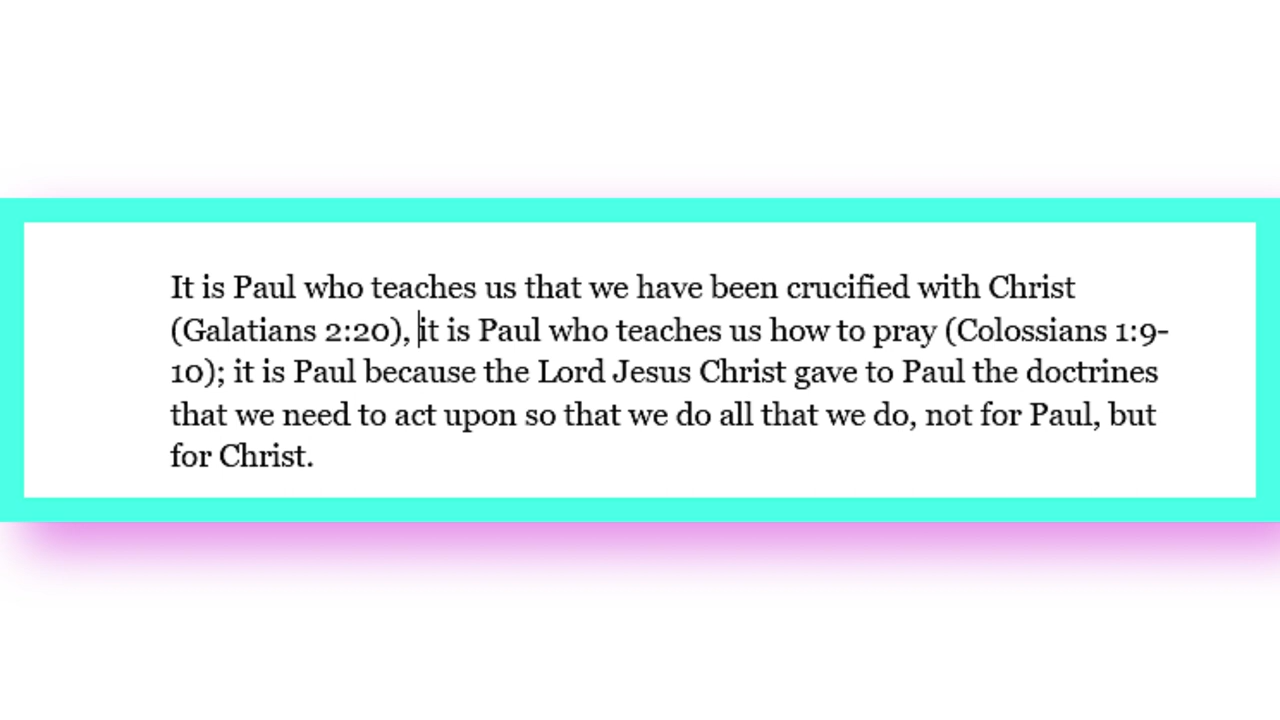 It is Paul who teaches us that we have been crucified with Christ
(Galatians 2:20), it is Paul who teaches us how to pray (Colossians 1:9-
10); it is Paul because the Lord Jesus Christ gave to Paul the doctrines
that we need to act upon so that we do all that we do, not for Paul, but
for Christ.